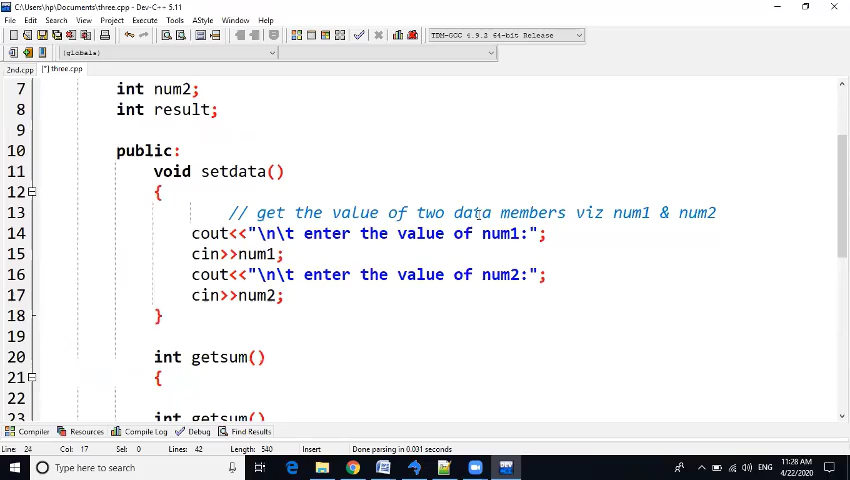 C:\Users\hp\Documents\three.cpp - Dev-C++ 5.11
File Edit Search View Project Execute Tools AStyle Window Help
TDM-GCC 4.9.2 64-bit Release
(globals)
2nd.cpp [*] three.cpp
7 int num2;
8 int result;
9
10 public:
11 void setdata()
12 {
13 // get the value of two data members viz num1 & num2
14 cout<<"\n\t enter the value of num1:";
15 cin>>num1;
16 cout<<"\n\t enter the value of num2:";
17 cin>>num2;
18 }
19
20 int getsum()
21 {
22
23 int getsum()
Compiler Resources Compile Log Debug Find Results
Line: 24 Col: 17 Sel: 0 Lines: 42 Length: 540 Insert Done parsing in 0.031 seconds
Type here to search
ENG
11:28 AM
4/22/2020